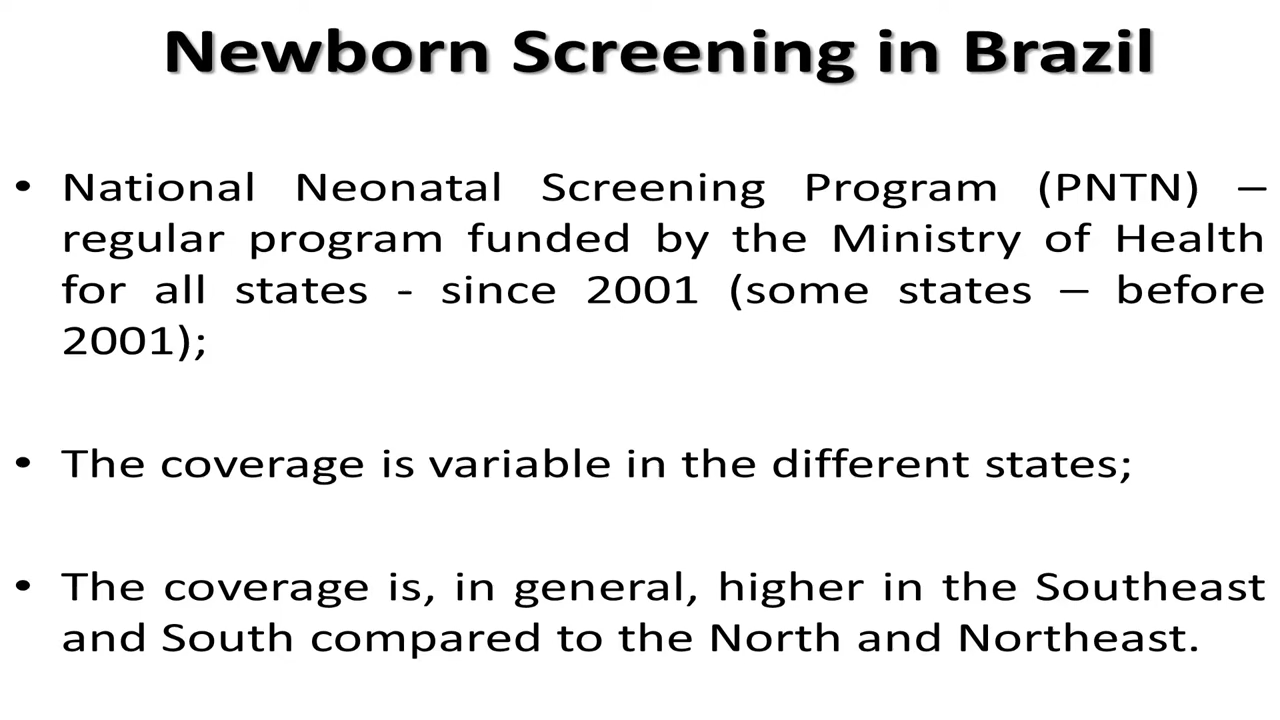 Newborn Screening in Brazil
• National Neonatal Screening Program (PNTN) –
regular program funded by the Ministry of Health
for all states - since 2001 (some states – before
2001);
• The coverage is variable in the different states;
• The coverage is, in general, higher in the Southeast
and South compared to the North and Northeast.